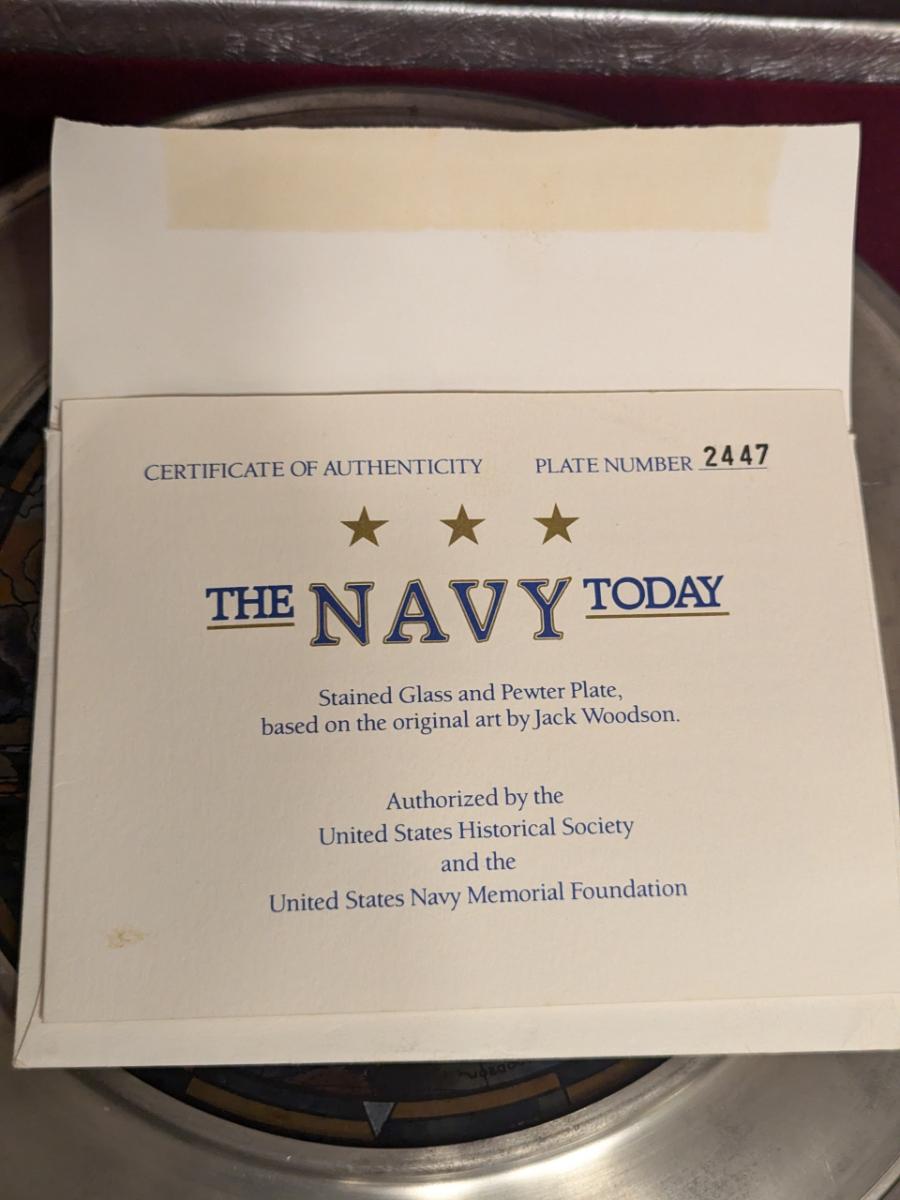 CERTIFICATE OF AUTHENTICITY PLATE NUMBER 2447
THE NAVY TODAY
Stained Glass and Pewter Plate,
based on the original art by Jack Woodson.
Authorized by the
United States Historical Society
and the
United States Navy Memorial Foundation